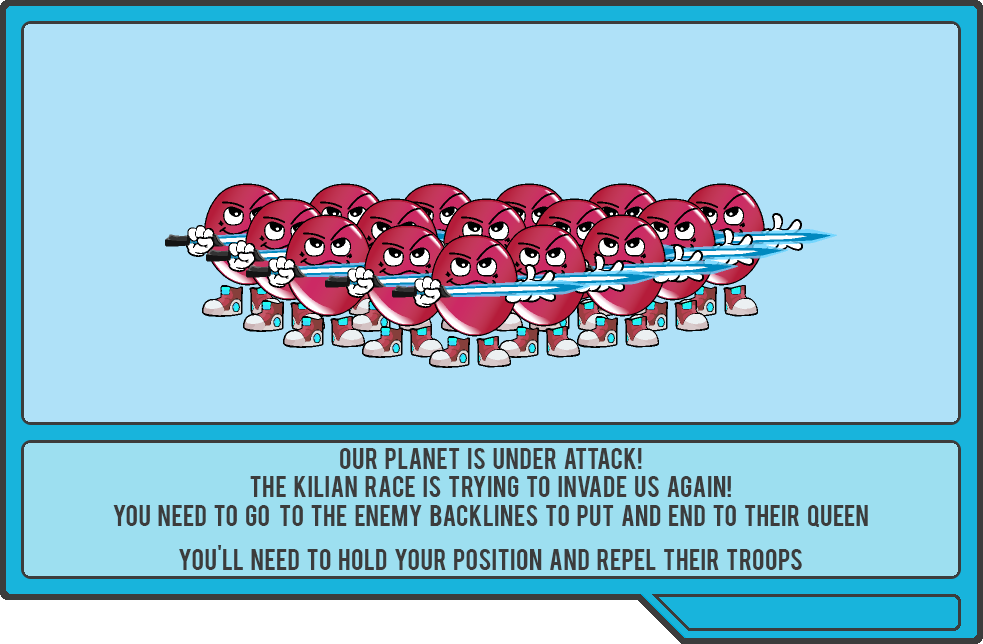 OUR PLANET IS UNDER ATTACK!
THE KILIAN RACE IS TRYING TO INVADE US AGAIN!
YOU NEED TO GO TO THE ENEMY BACKLINES TO PUT AND END TO THEIR QUEEN
YOU'LL NEED TO HOLD YOUR POSITION AND REPEL THEIR TROOPS